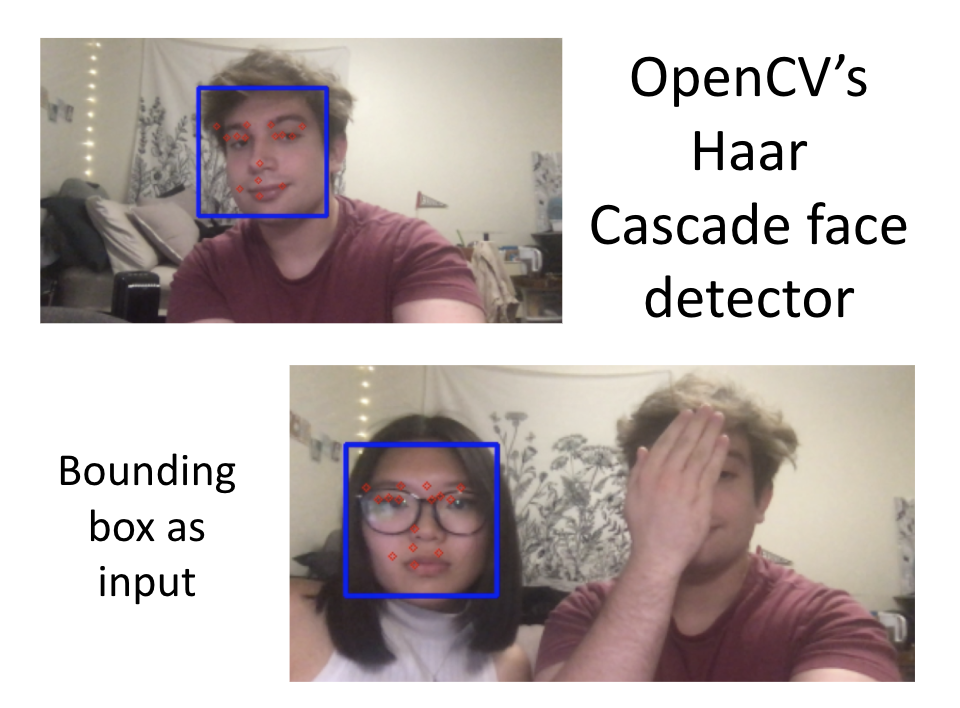 OpenCV’s
Haar
Cascade face
detector
Bounding
box as
input